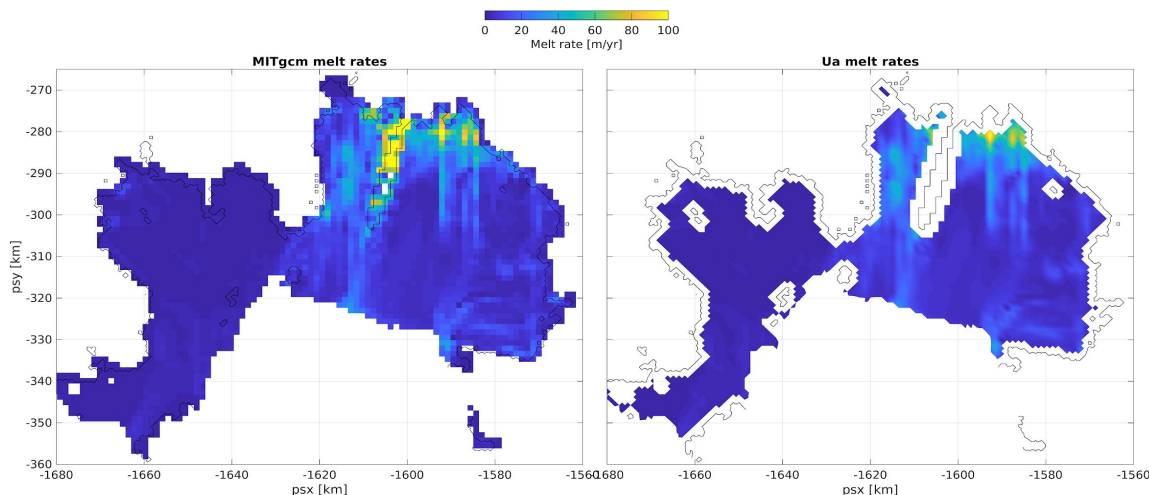 0 20 40 60 80 100
Melt rate [m/yr]
MITgcm melt rates
Ua melt rates
-270
-280
-290
-300
-310
-320
-330
-340
-350
-360
psy [km]
-1680 -1660 -1640 -1620 -1600 -1580 -1560
-1680 -1660 -1640 -1620 -1600 -1580 -1560
psx [km]
psx [km]